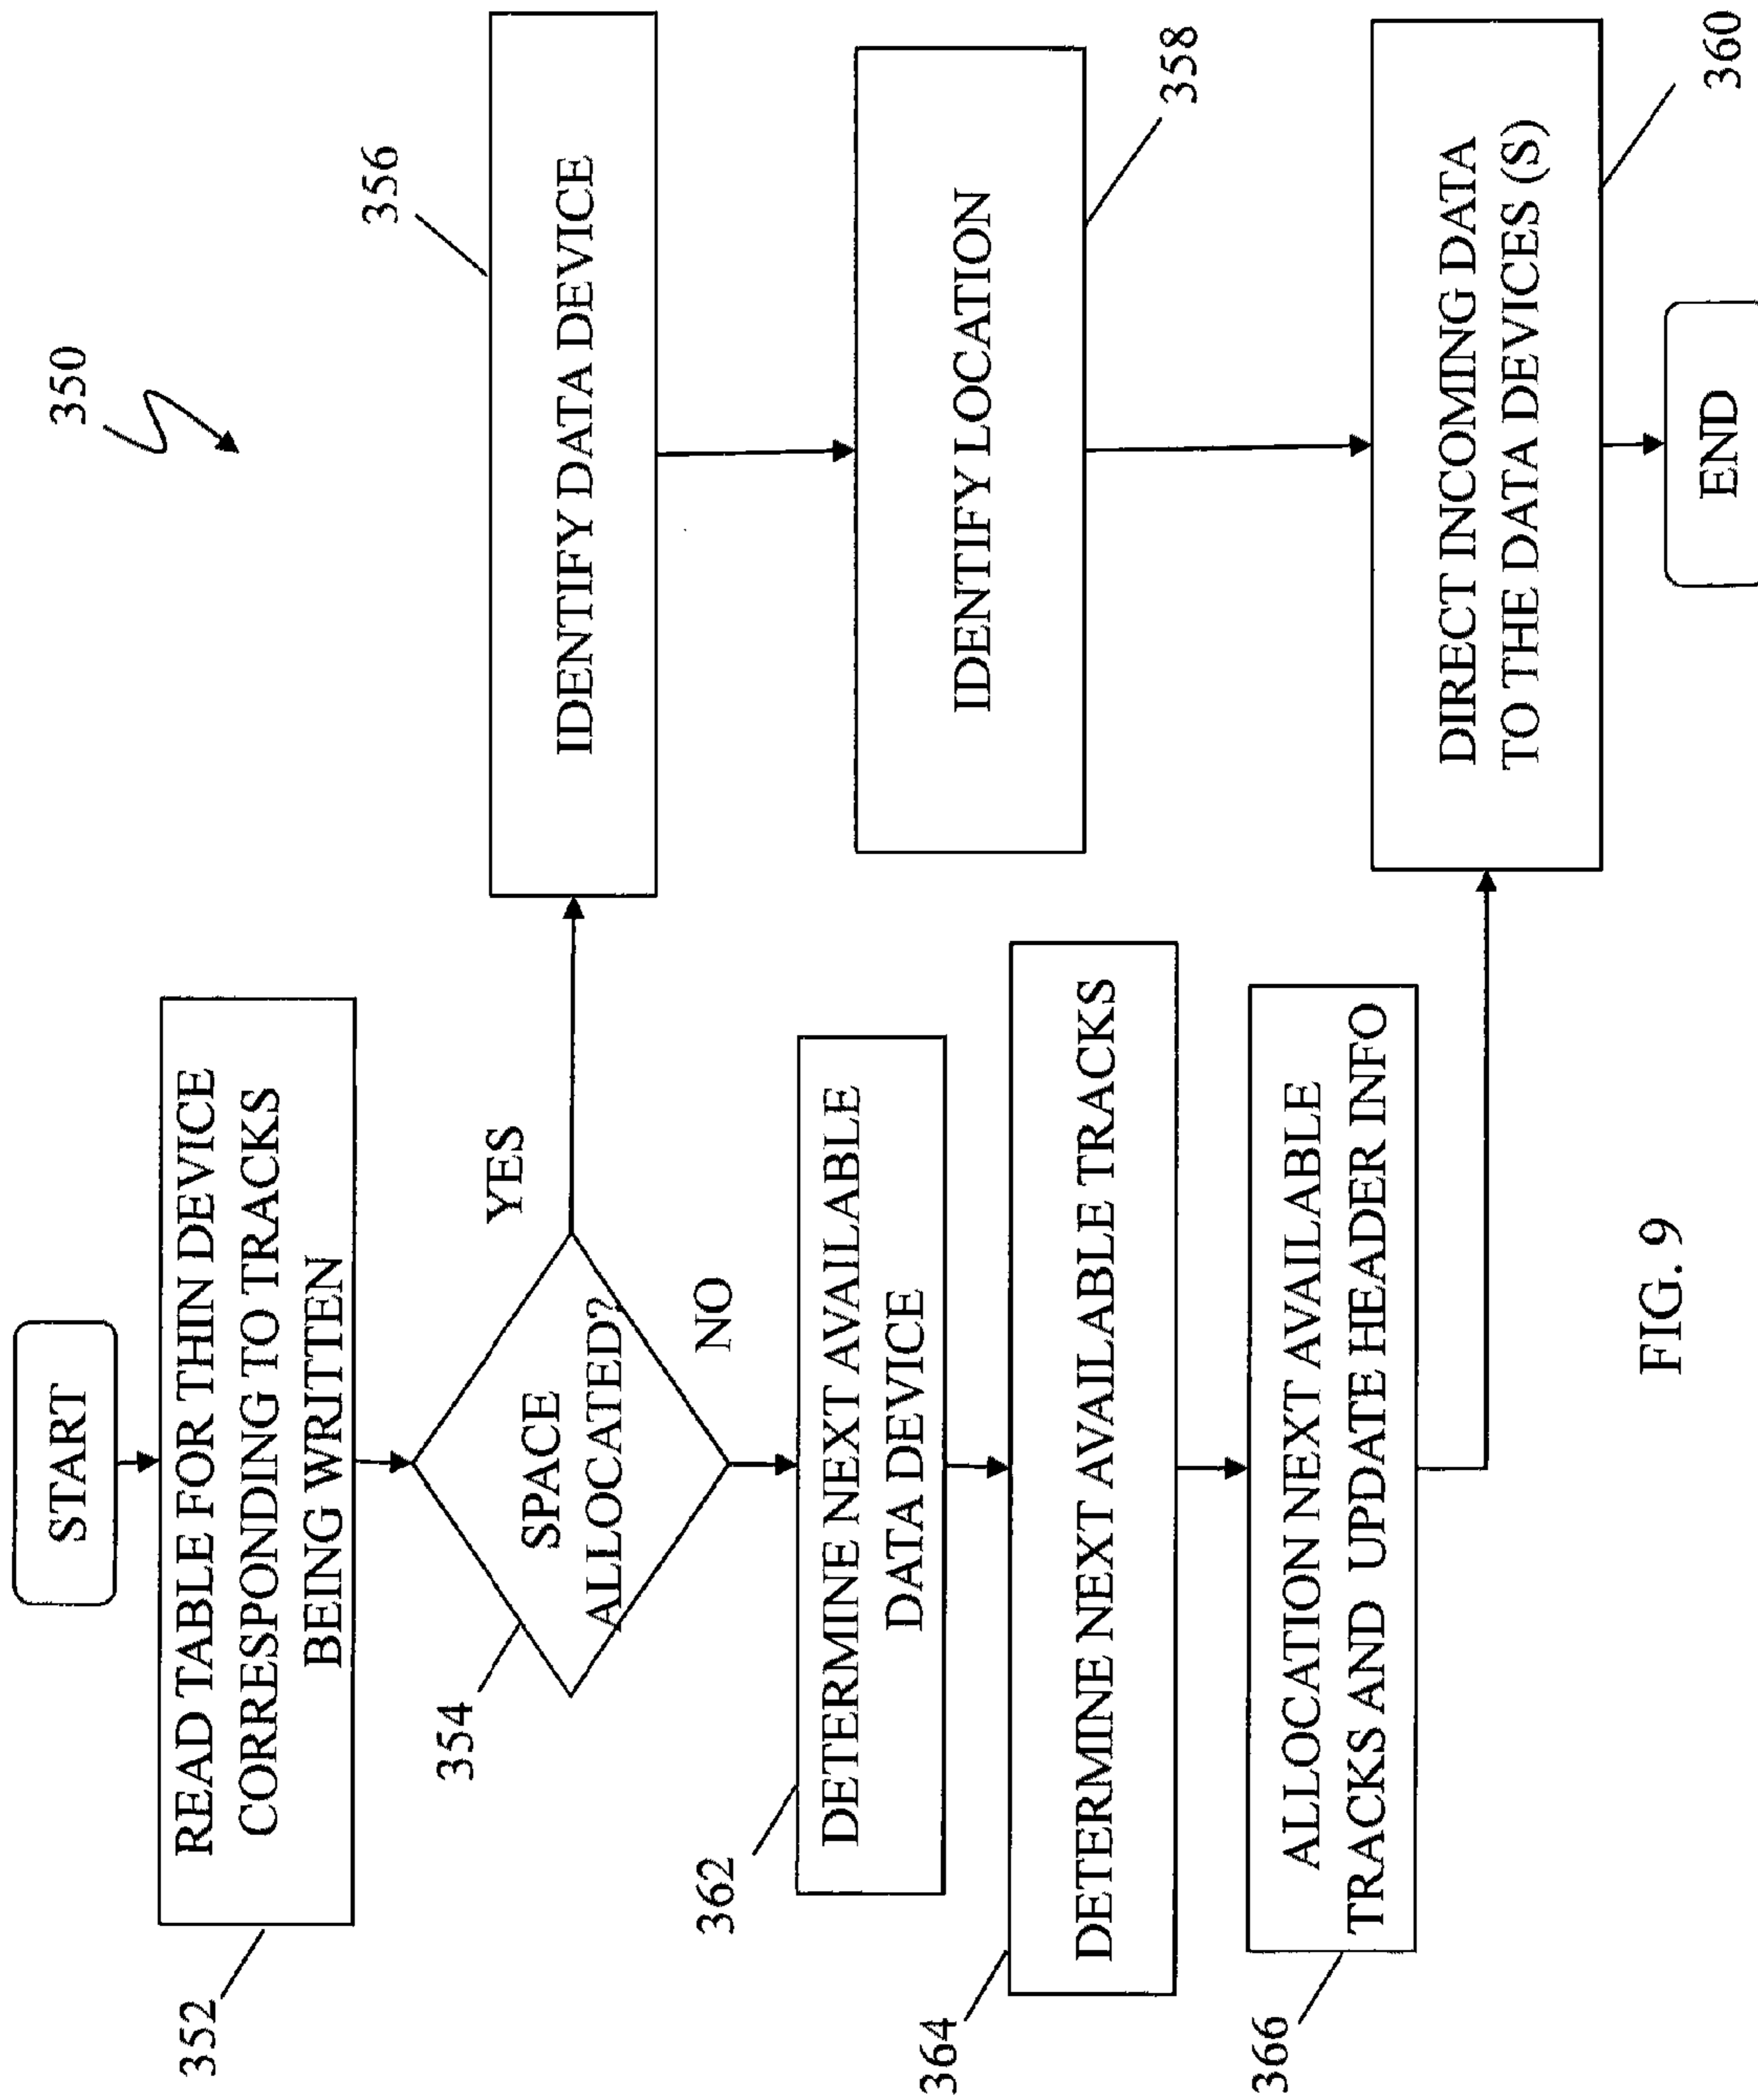 350
START
READ TABLE FOR THIN DEVICE
CORRESPONDING TO TRACKS
BEING WRITTEN
352
SPACE
ALLOCATED?
354
YES
NO
IDENTIFY DATA DEVICE
356
IDENTIFY LOCATION
358
DETERMINE NEXT AVAILABLE
DATA DEVICE
362
DETERMINE NEXT AVAILABLE TRACKS
364
ALLOCATION NEXT AVAILABLE
TRACKS AND UPDATE HEADER INFO
366
DIRECT INCOMING DATA
TO THE DATA DEVICES (S)
360
END
FIG. 9